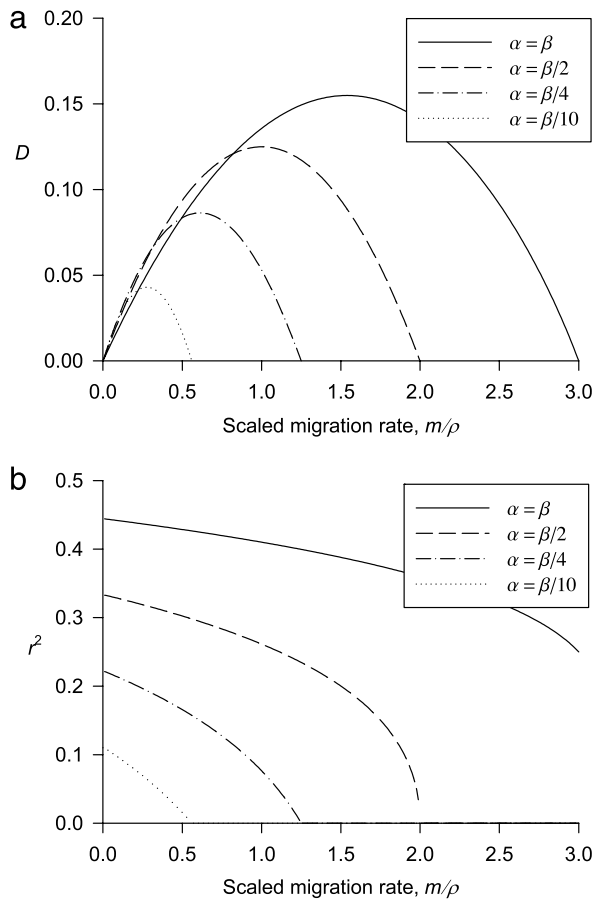 a
0.20
0.15
0.10
0.05
0.00
D
α = β
α = β/2
α = β/4
α = β/10
0.0 0.5 1.0 1.5 2.0 2.5 3.0
Scaled migration rate, m/ρ
b
0.5
0.4
0.3
0.2
0.1
0.0
r²
α = β
α = β/2
α = β/4
α = β/10
0.0 0.5 1.0 1.5 2.0 2.5 3.0
Scaled migration rate, m/ρ